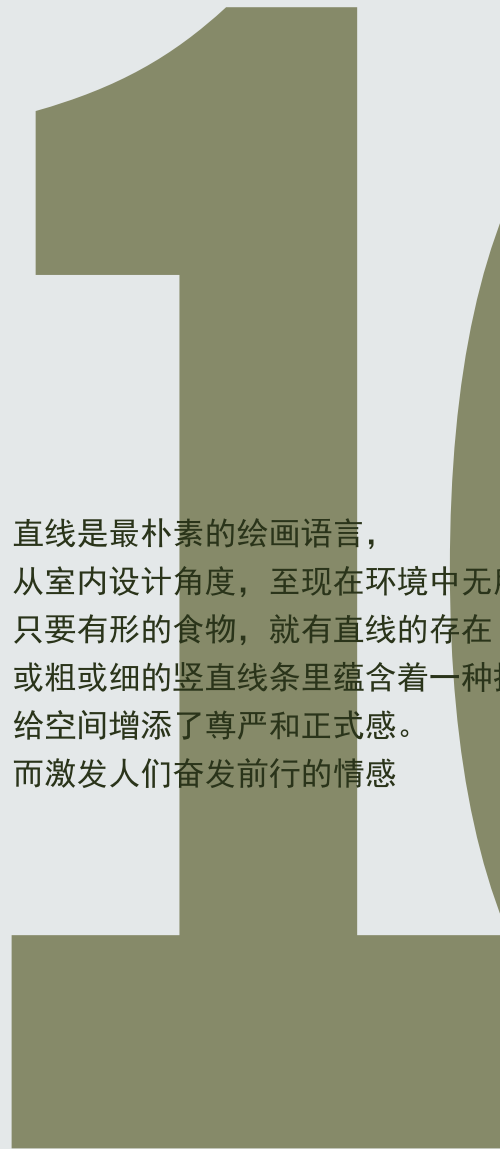 1
直线是最朴素的绘画语言，
从室内设计角度，至现在环境中无
只要有形的食物，就有直线的存在
或粗或细的竖直线条里蕴含着一种
给空间增添了尊严和正式感。
而激发人们奋发前行的情感